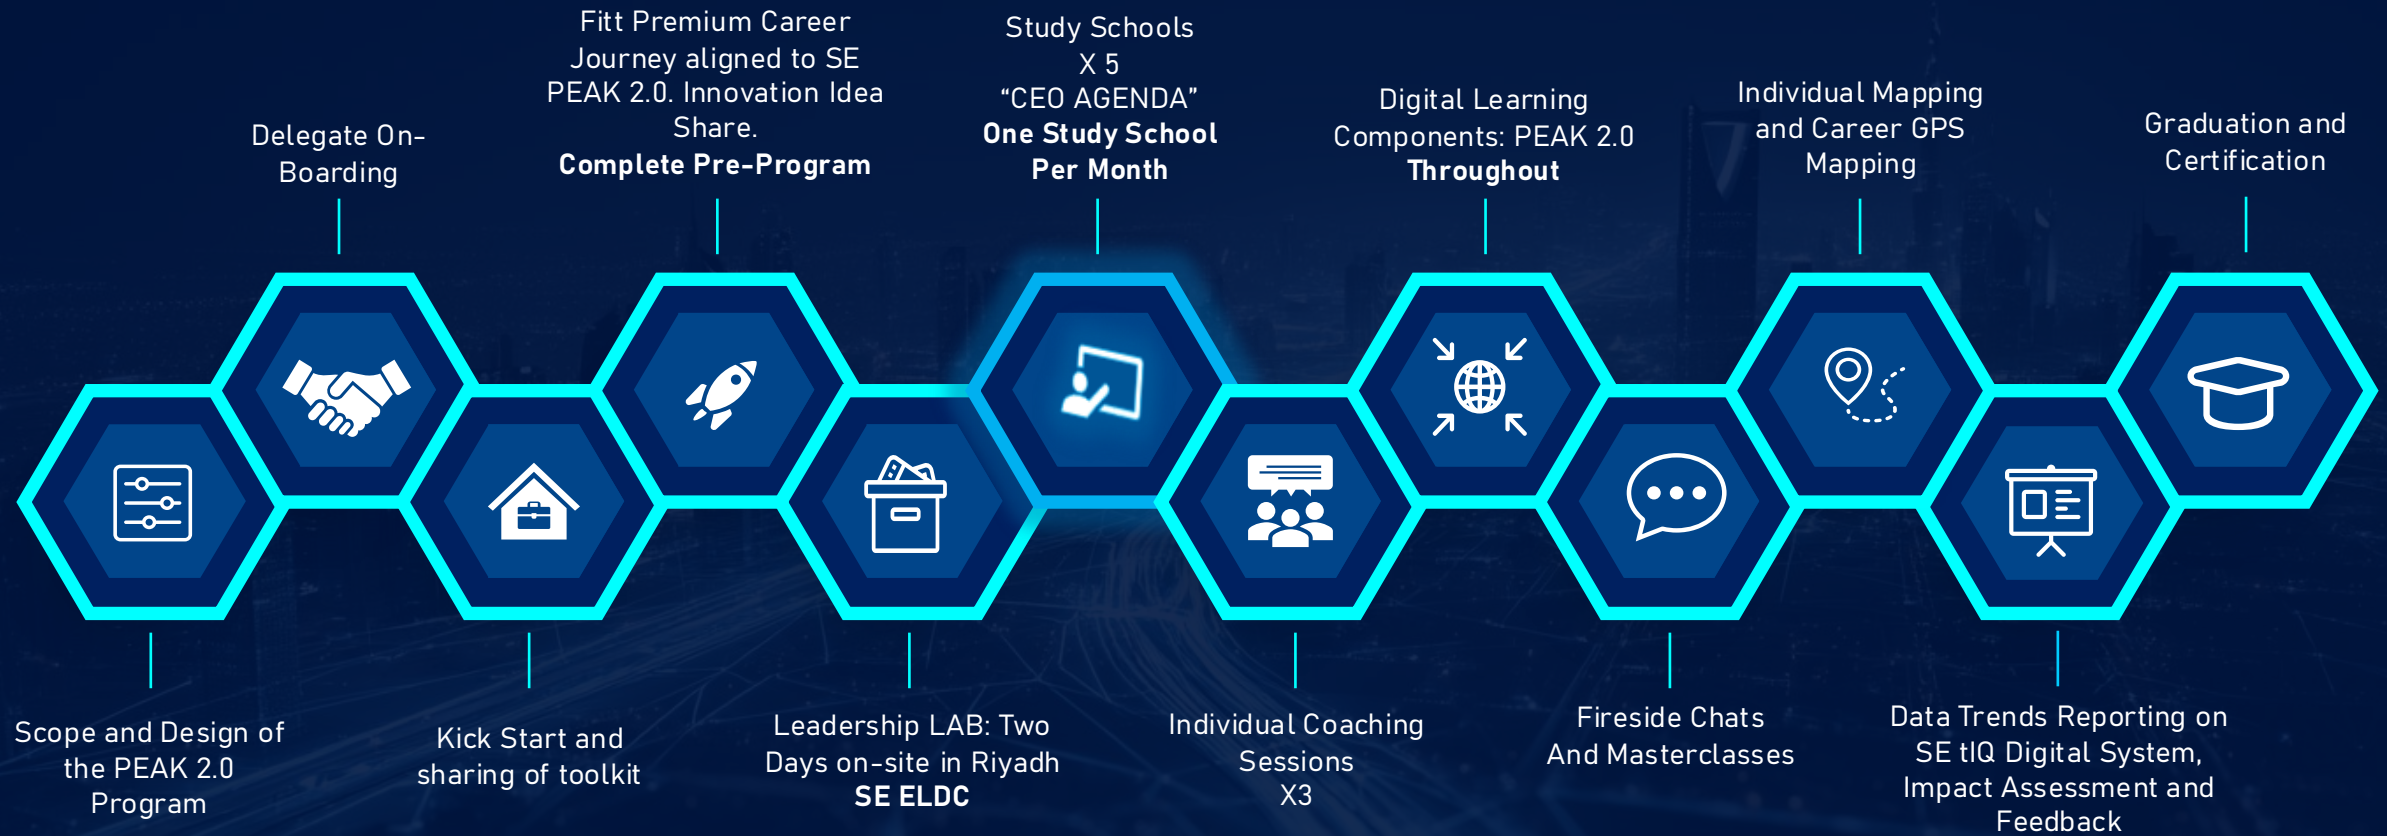 Scope and Design of
the PEAK 2.0
Program
Delegate On-
Boarding
Kick Start and
sharing of toolkit
Fitt Premium Career
Journey aligned to SE
PEAK 2.0. Innovation Idea
Share.
Complete Pre-Program
Leadership LAB: Two
Days on-site in Riyadh
SE ELDC
Study Schools
X 5
“CEO AGENDA”
One Study School
Per Month
Individual Coaching
Sessions
X3
Digital Learning
Components: PEAK 2.0
Throughout
Fireside Chats
And Masterclasses
Individual Mapping
and Career GPS
Mapping
Data Trends Reporting on
SE tIQ Digital System,
Impact Assessment and
Feedback
Graduation and
Certification